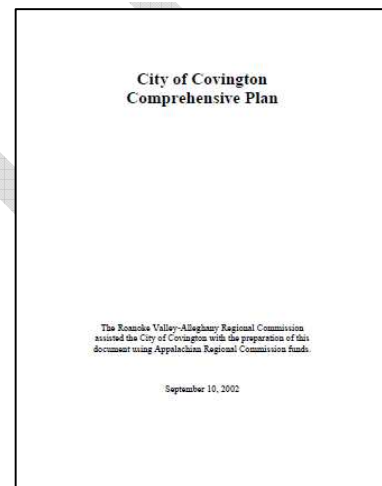 City of Covington
Comprehensive Plan
The Roanoke Valley-Alleghany Regional Commission
assisted the City of Covington with the preparation of this
document using Appalachian Regional Commission funds.
September 10, 2002